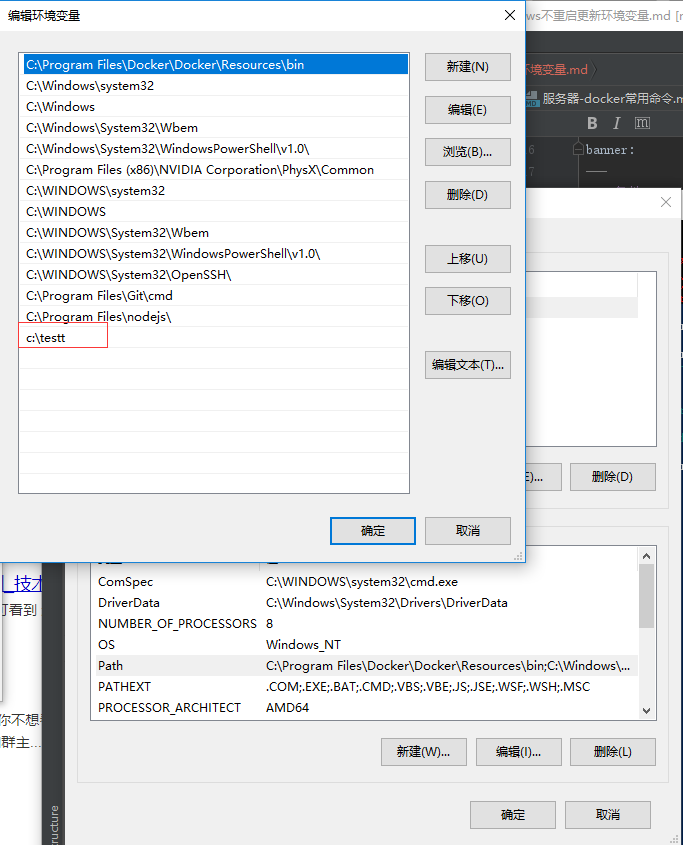 编辑环境变量
ws不重启更新环境变量.md
环境变量.md
服务器-docker常用命令.m
B I m
6
banner:
7
C:\Program Files\Docker\Docker\Resources\bin
C:\Windows\system32
C:\Windows
C:\Windows\System32\Wbem
C:\Windows\System32\WindowsPowerShell\v1.0\
C:\Program Files (x86)\NVIDIA Corporation\PhysX\Common
C:\WINDOWS\system32
C:\WINDOWS
C:\WINDOWS\System32\Wbem
C:\WINDOWS\System32\WindowsPowerShell\v1.0\
C:\WINDOWS\System32\OpenSSH\
C:\Program Files\Git\cmd
C:\Program Files\nodejs\
c:\testt
新建(N)
编辑(E)
浏览(B)...
删除(D)
上移(U)
下移(O)
编辑文本(T)...
确定
取消
E)...
删除(D)
ComSpec C:\WINDOWS\system32\cmd.exe
DriverData C:\Windows\System32\Drivers\DriverData
NUMBER_OF_PROCESSORS 8
OS Windows_NT
Path C:\Program Files\Docker\Docker\Resources\bin;C:\Windows\...
PATHEXT .COM;.EXE;.BAT;.CMD;.VBS;.VBE;.JS;.JSE;.WSF;.WSH;.MSC
PROCESSOR_ARCHITECT AMD64
新建(W)...
编辑(I)...
删除(L)
确定
取消
技术
可看到
你不想
群主...
ructure